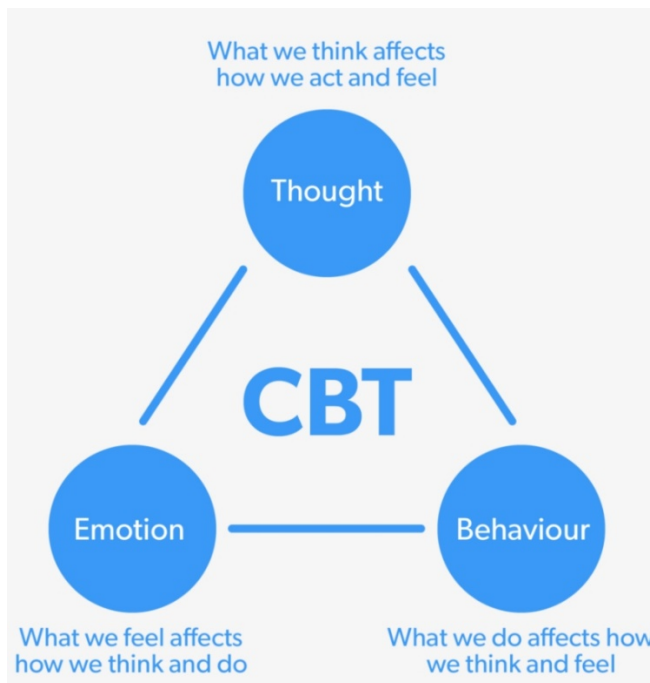 What we think affects
how we act and feel
Thought
CBT
Emotion
Behaviour
What we feel affects
how we think and do
What we do affects how
we think and feel